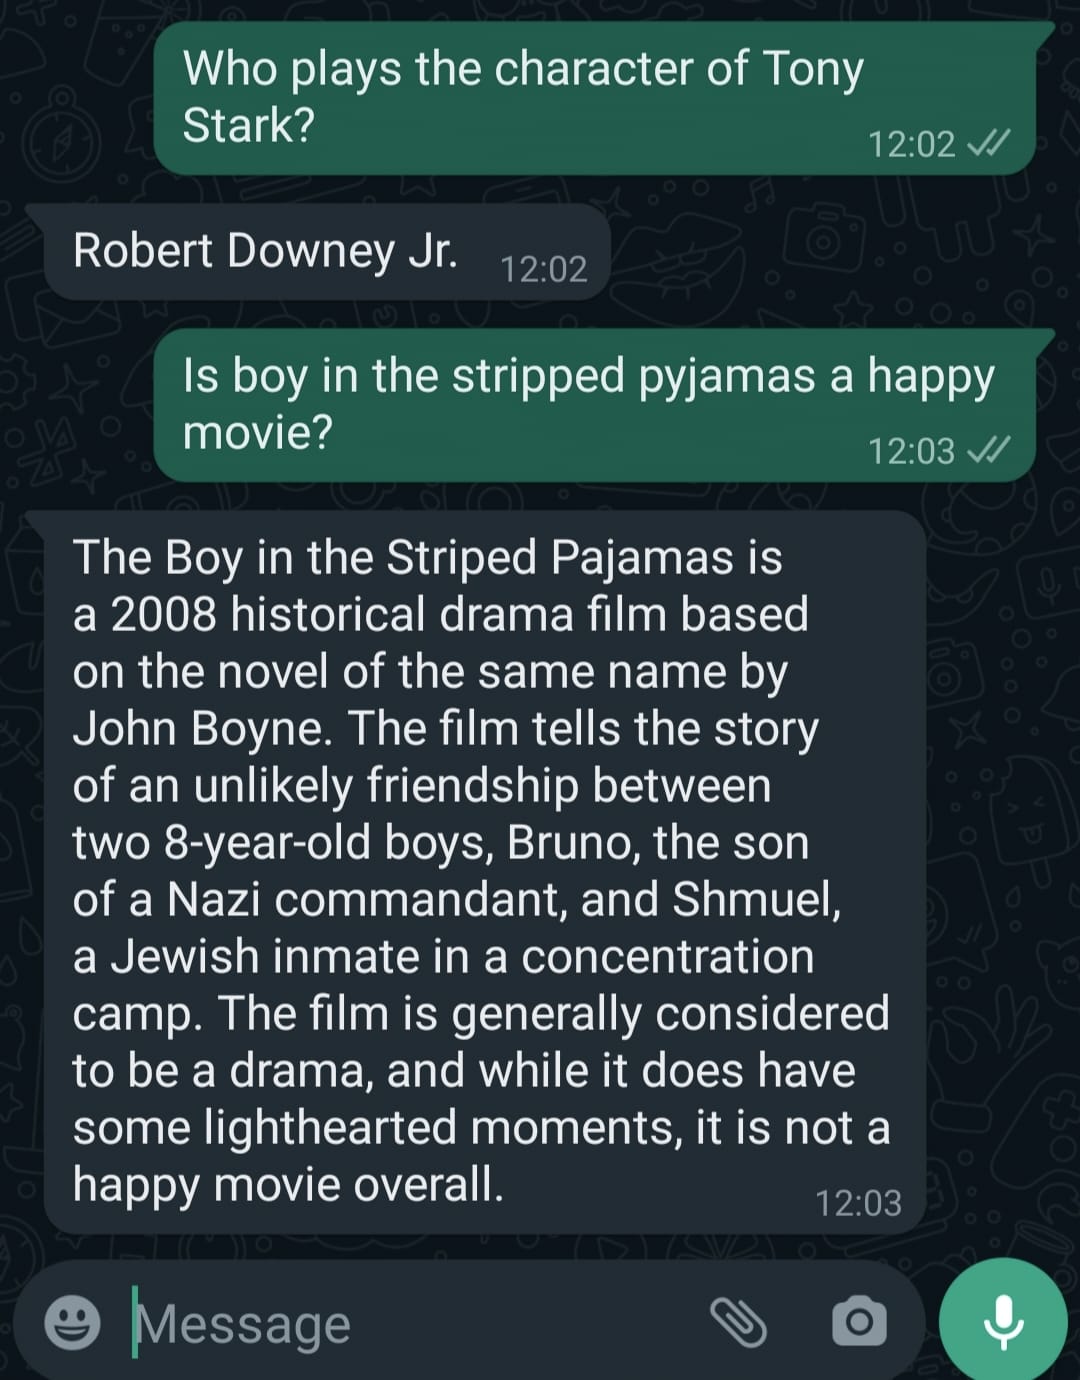 Who plays the character of Tony
Stark?
12:02
Robert Downey Jr.
12:02
Is boy in the stripped pyjamas a happy
movie?
12:03
The Boy in the Striped Pajamas is
a 2008 historical drama film based
on the novel of the same name by
John Boyne. The film tells the story
of an unlikely friendship between
two 8-year-old boys, Bruno, the son
of a Nazi commandant, and Shmuel,
a Jewish inmate in a concentration
camp. The film is generally considered
to be a drama, and while it does have
some lighthearted moments, it is not a
happy movie overall.
12:03
Message